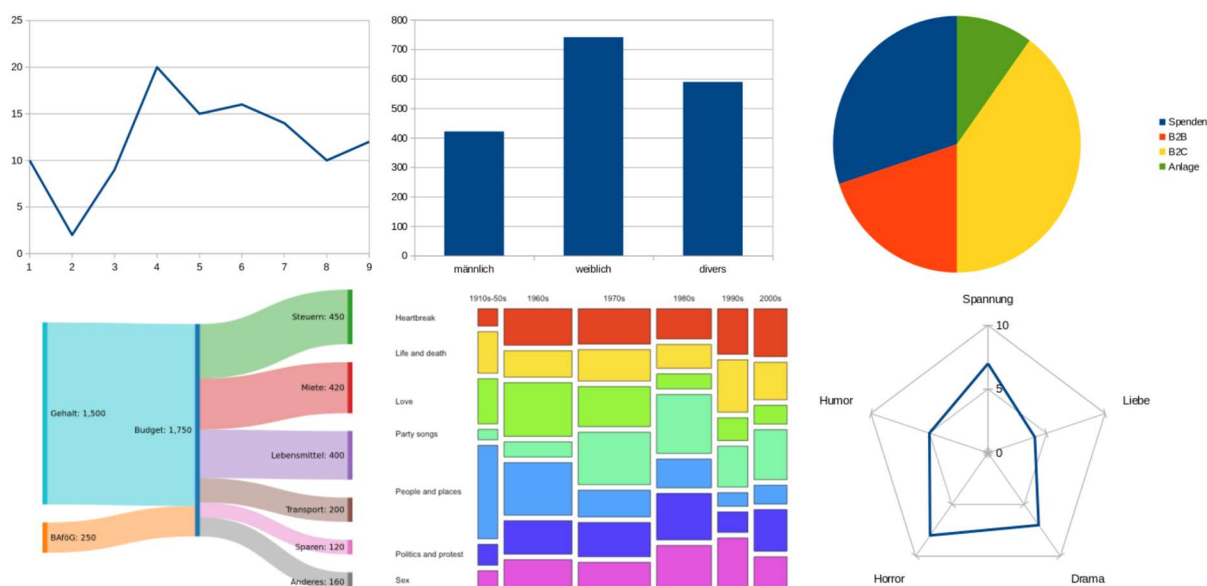 25
20
15
10
5
0
1 2 3 4 5 6 7 8 9
800
700
600
500
400
300
200
100
0
männlich weiblich divers
Spenden
B2B
B2C
Anlage
Gehalt: 1,500
BAföG: 250
Budget: 1,750
Steuern: 450
Miete: 420
Lebensmittel: 400
Transport: 200
Sparen: 120
Anderes: 160
1910s-50s 1960s 1970s 1980s 1990s 2000s
Heartbreak
Life and death
Love
Party songs
People and places
Politics and protest
Sex
Spannung
10
5
0
Humor
Liebe
Horror
Drama